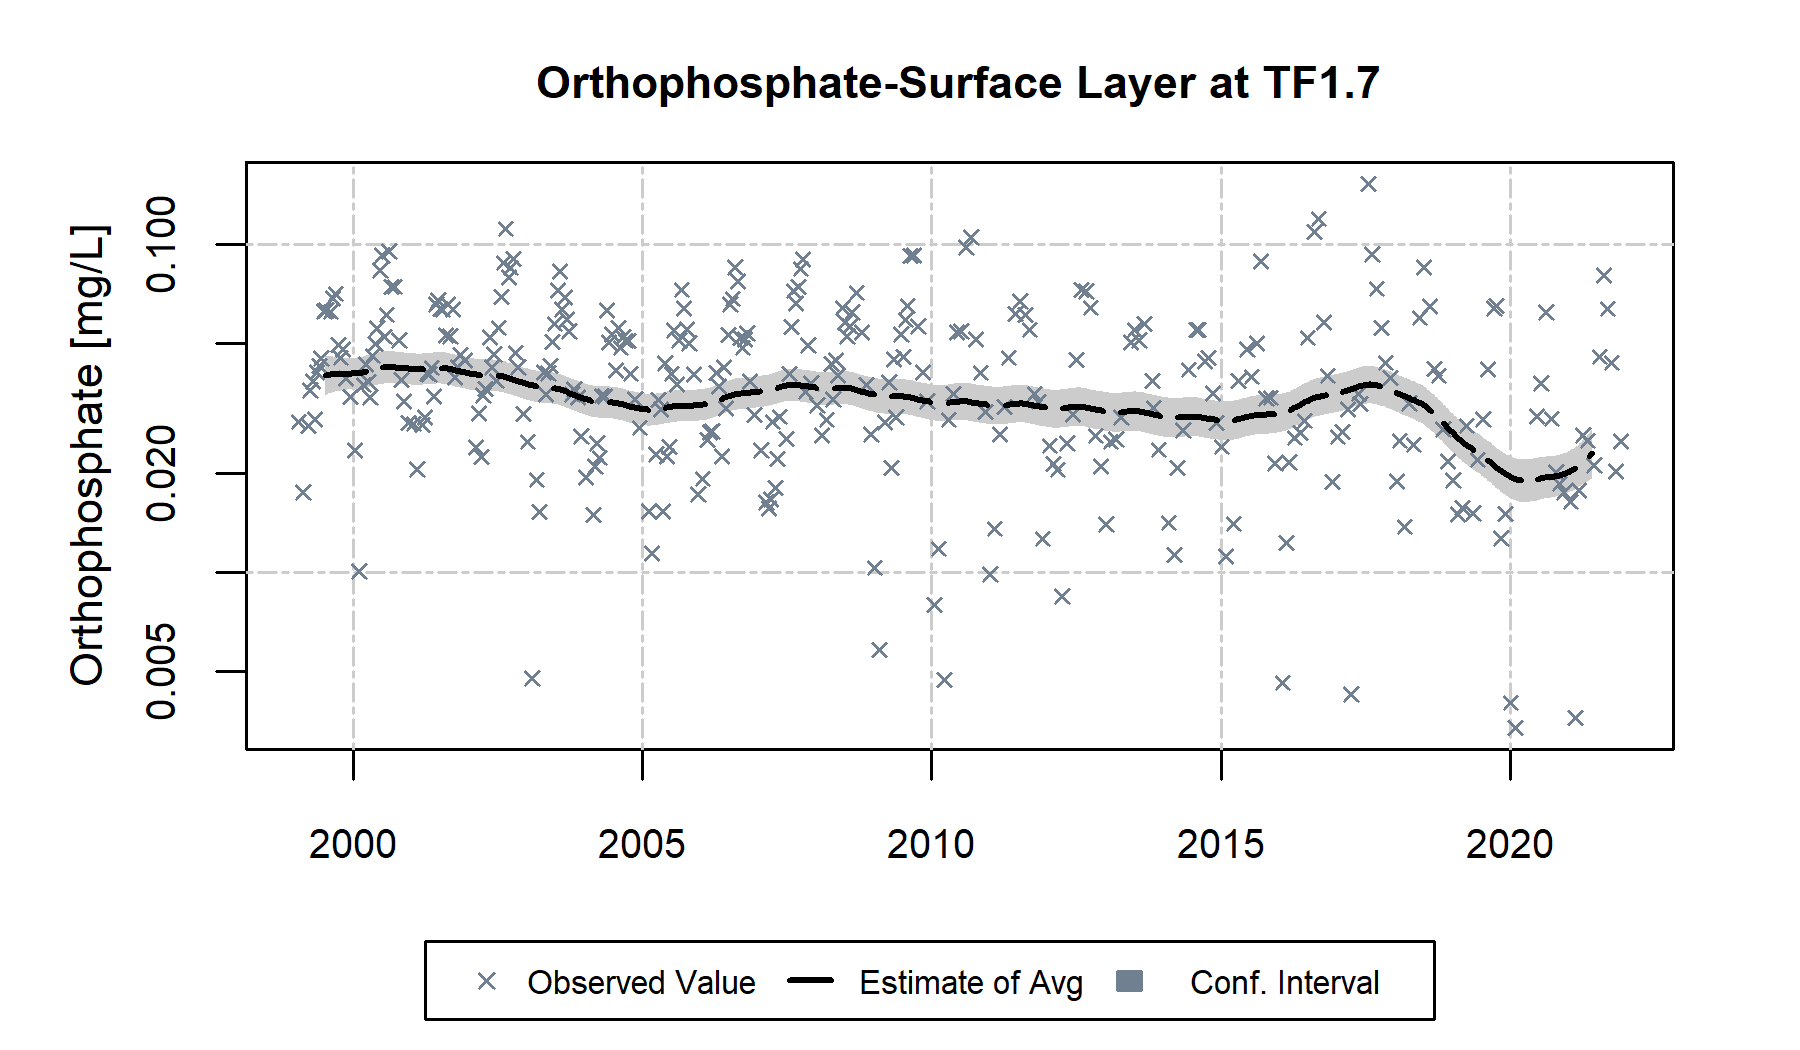 Orthophosphate-Surface Layer at TF1.7
Orthophosphate [mg/L]
0.100
0.020
0.005
2000 2005 2010 2015 2020
Observed Value Estimate of Avg Conf. Interval